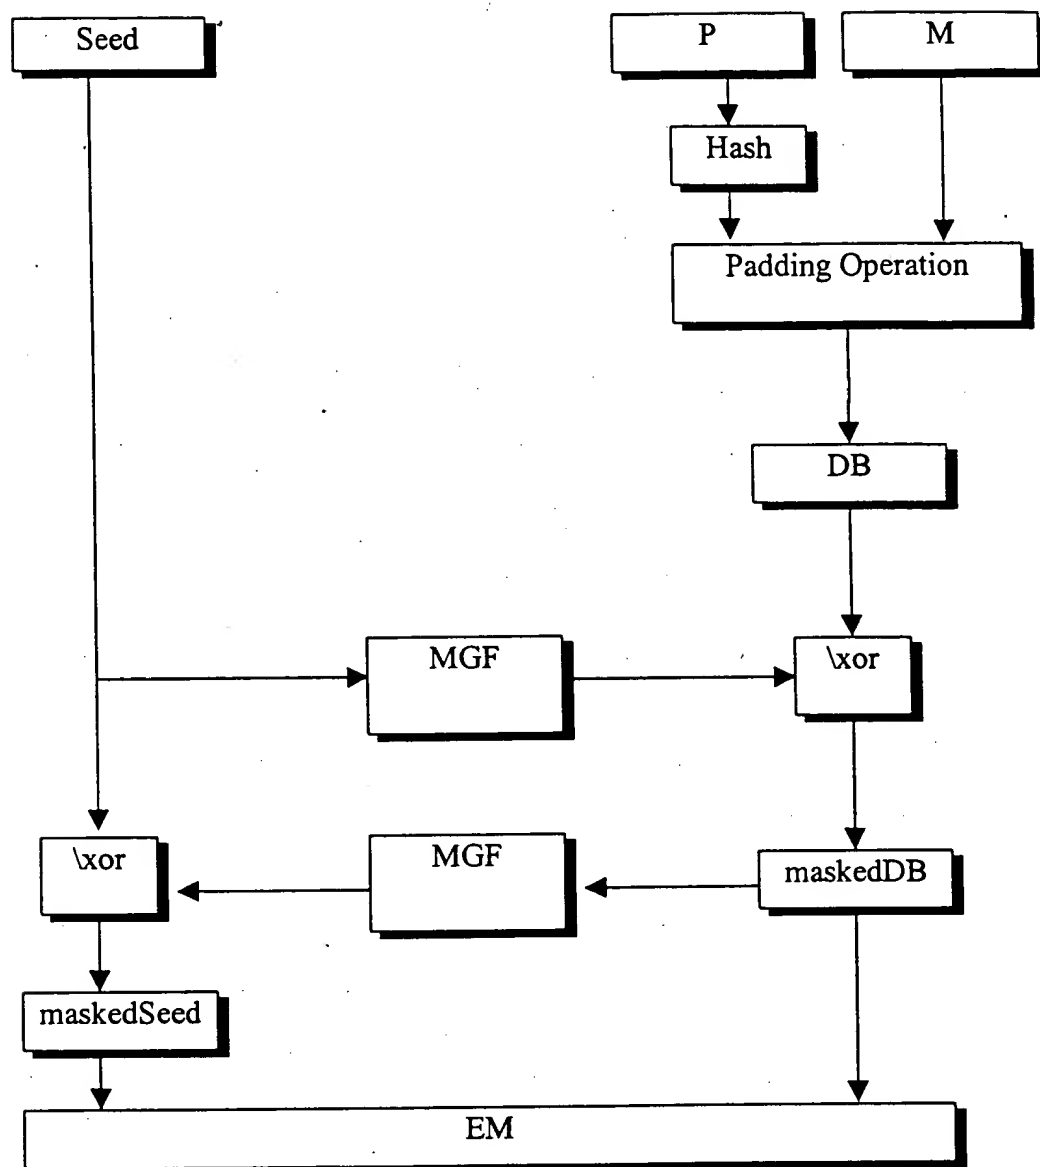 Seed
P
M
Hash
Padding Operation
DB
MGF
\xor
\xor
MGF
maskedDB
maskedSeed
EM